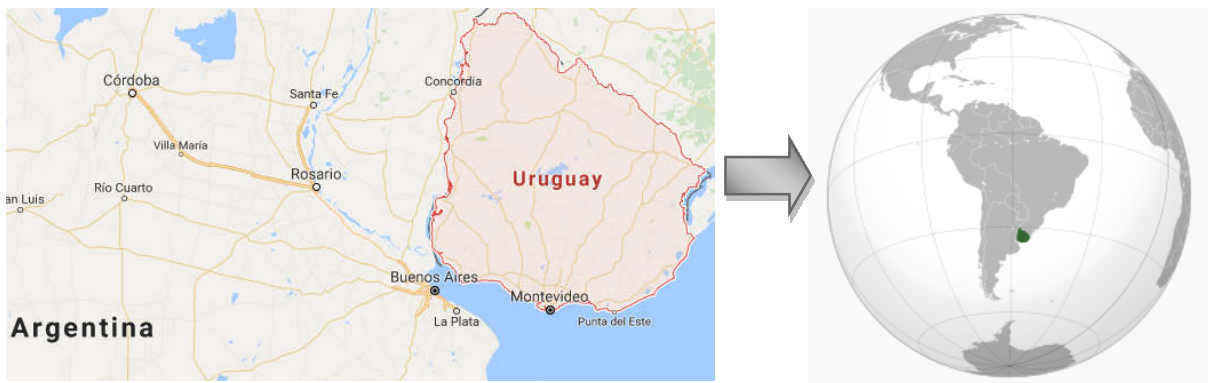 Córdoba
Concordia
Santa Fe
Villa María
Rosario
Uruguay
Río Cuarto
an Luis
Buenos Aires
Montevideo
La Plata
Punta del Este
Argentina